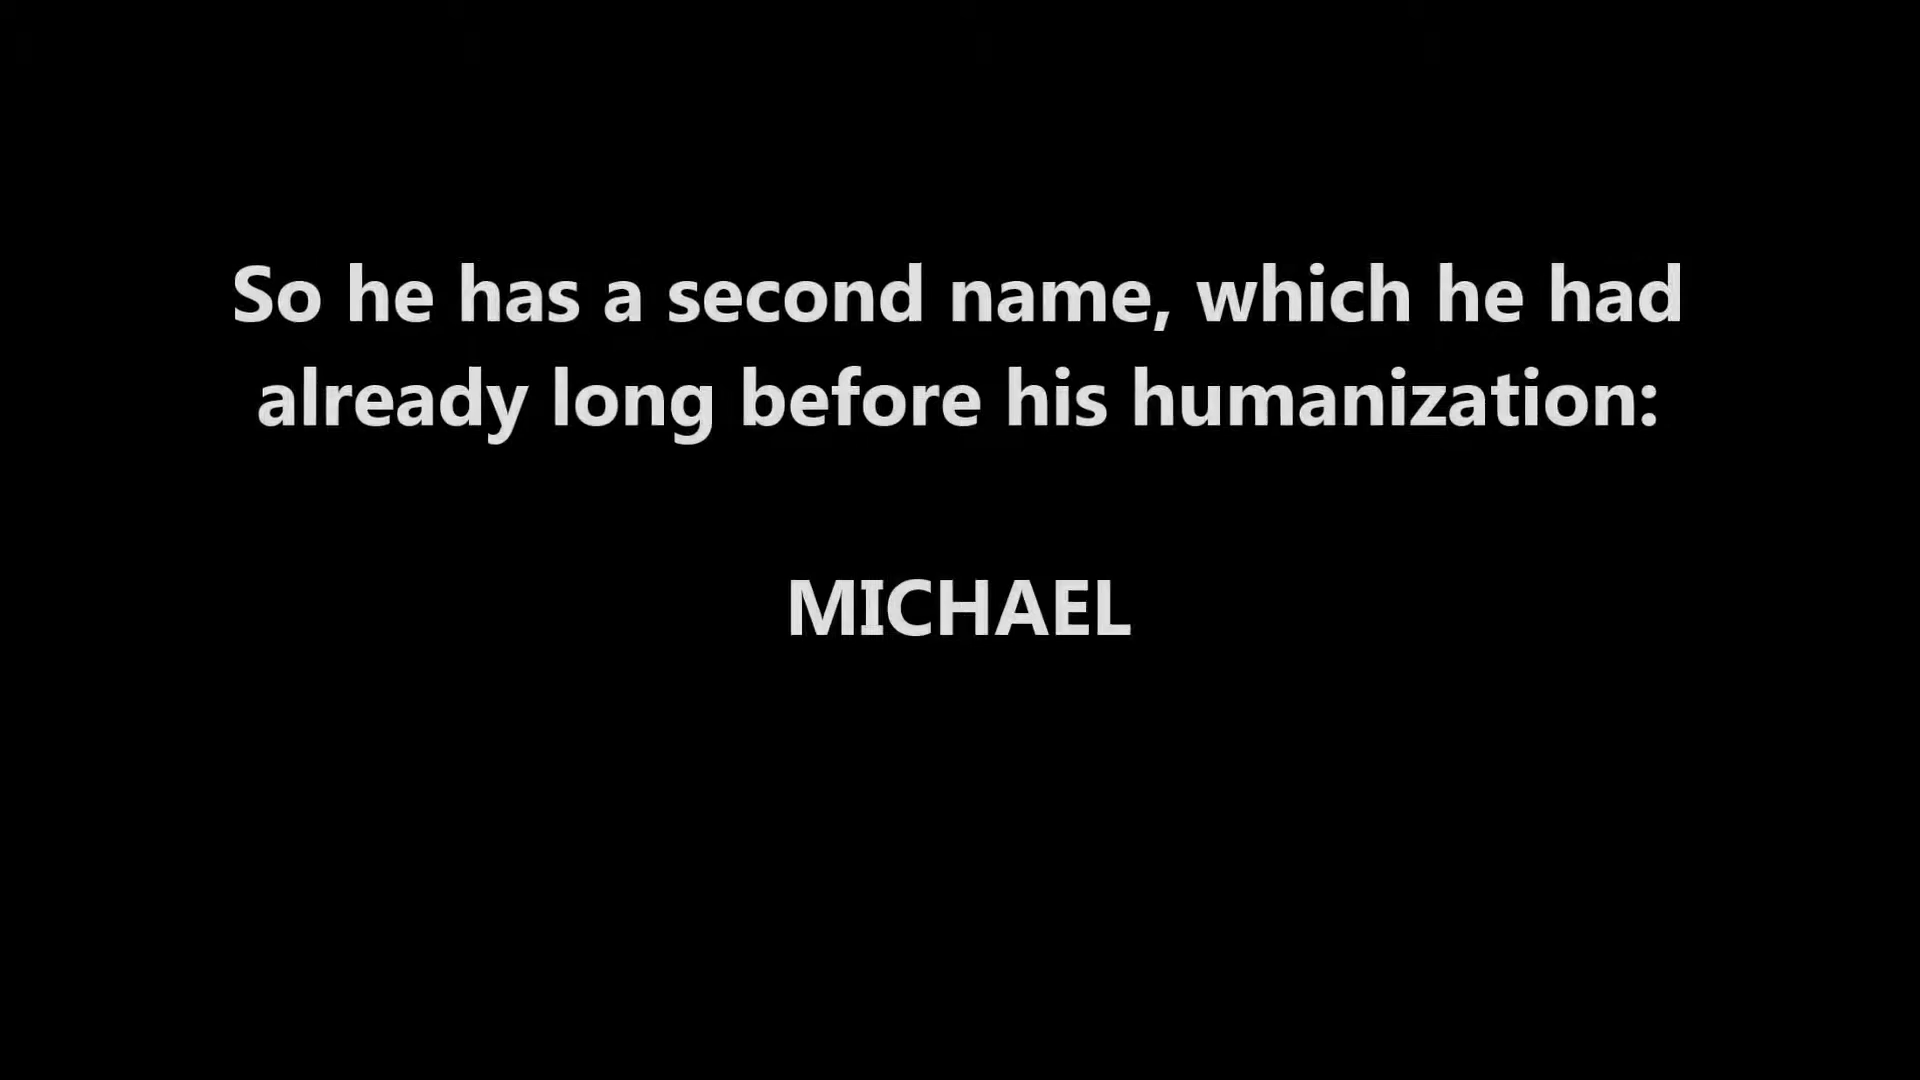 So he has a second name, which he had
already long before his humanization:
MICHAEL